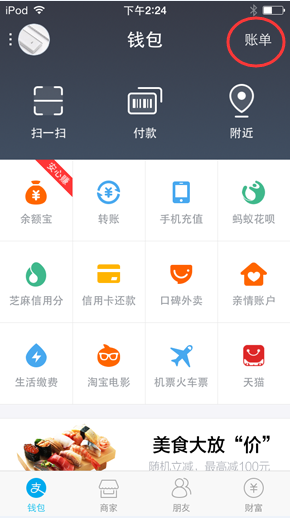 iPod 下午2:24
钱包 账单
扫一扫 付款 附近
安心赚
余额宝 转账 手机充值 蚂蚁花呗
芝麻信用分 信用卡还款 口碑外卖 亲情账户
生活缴费 淘宝电影 机票火车票 天猫
美食大放“价”
随机立减,最高减100元
支
钱包 商家 朋友 财富